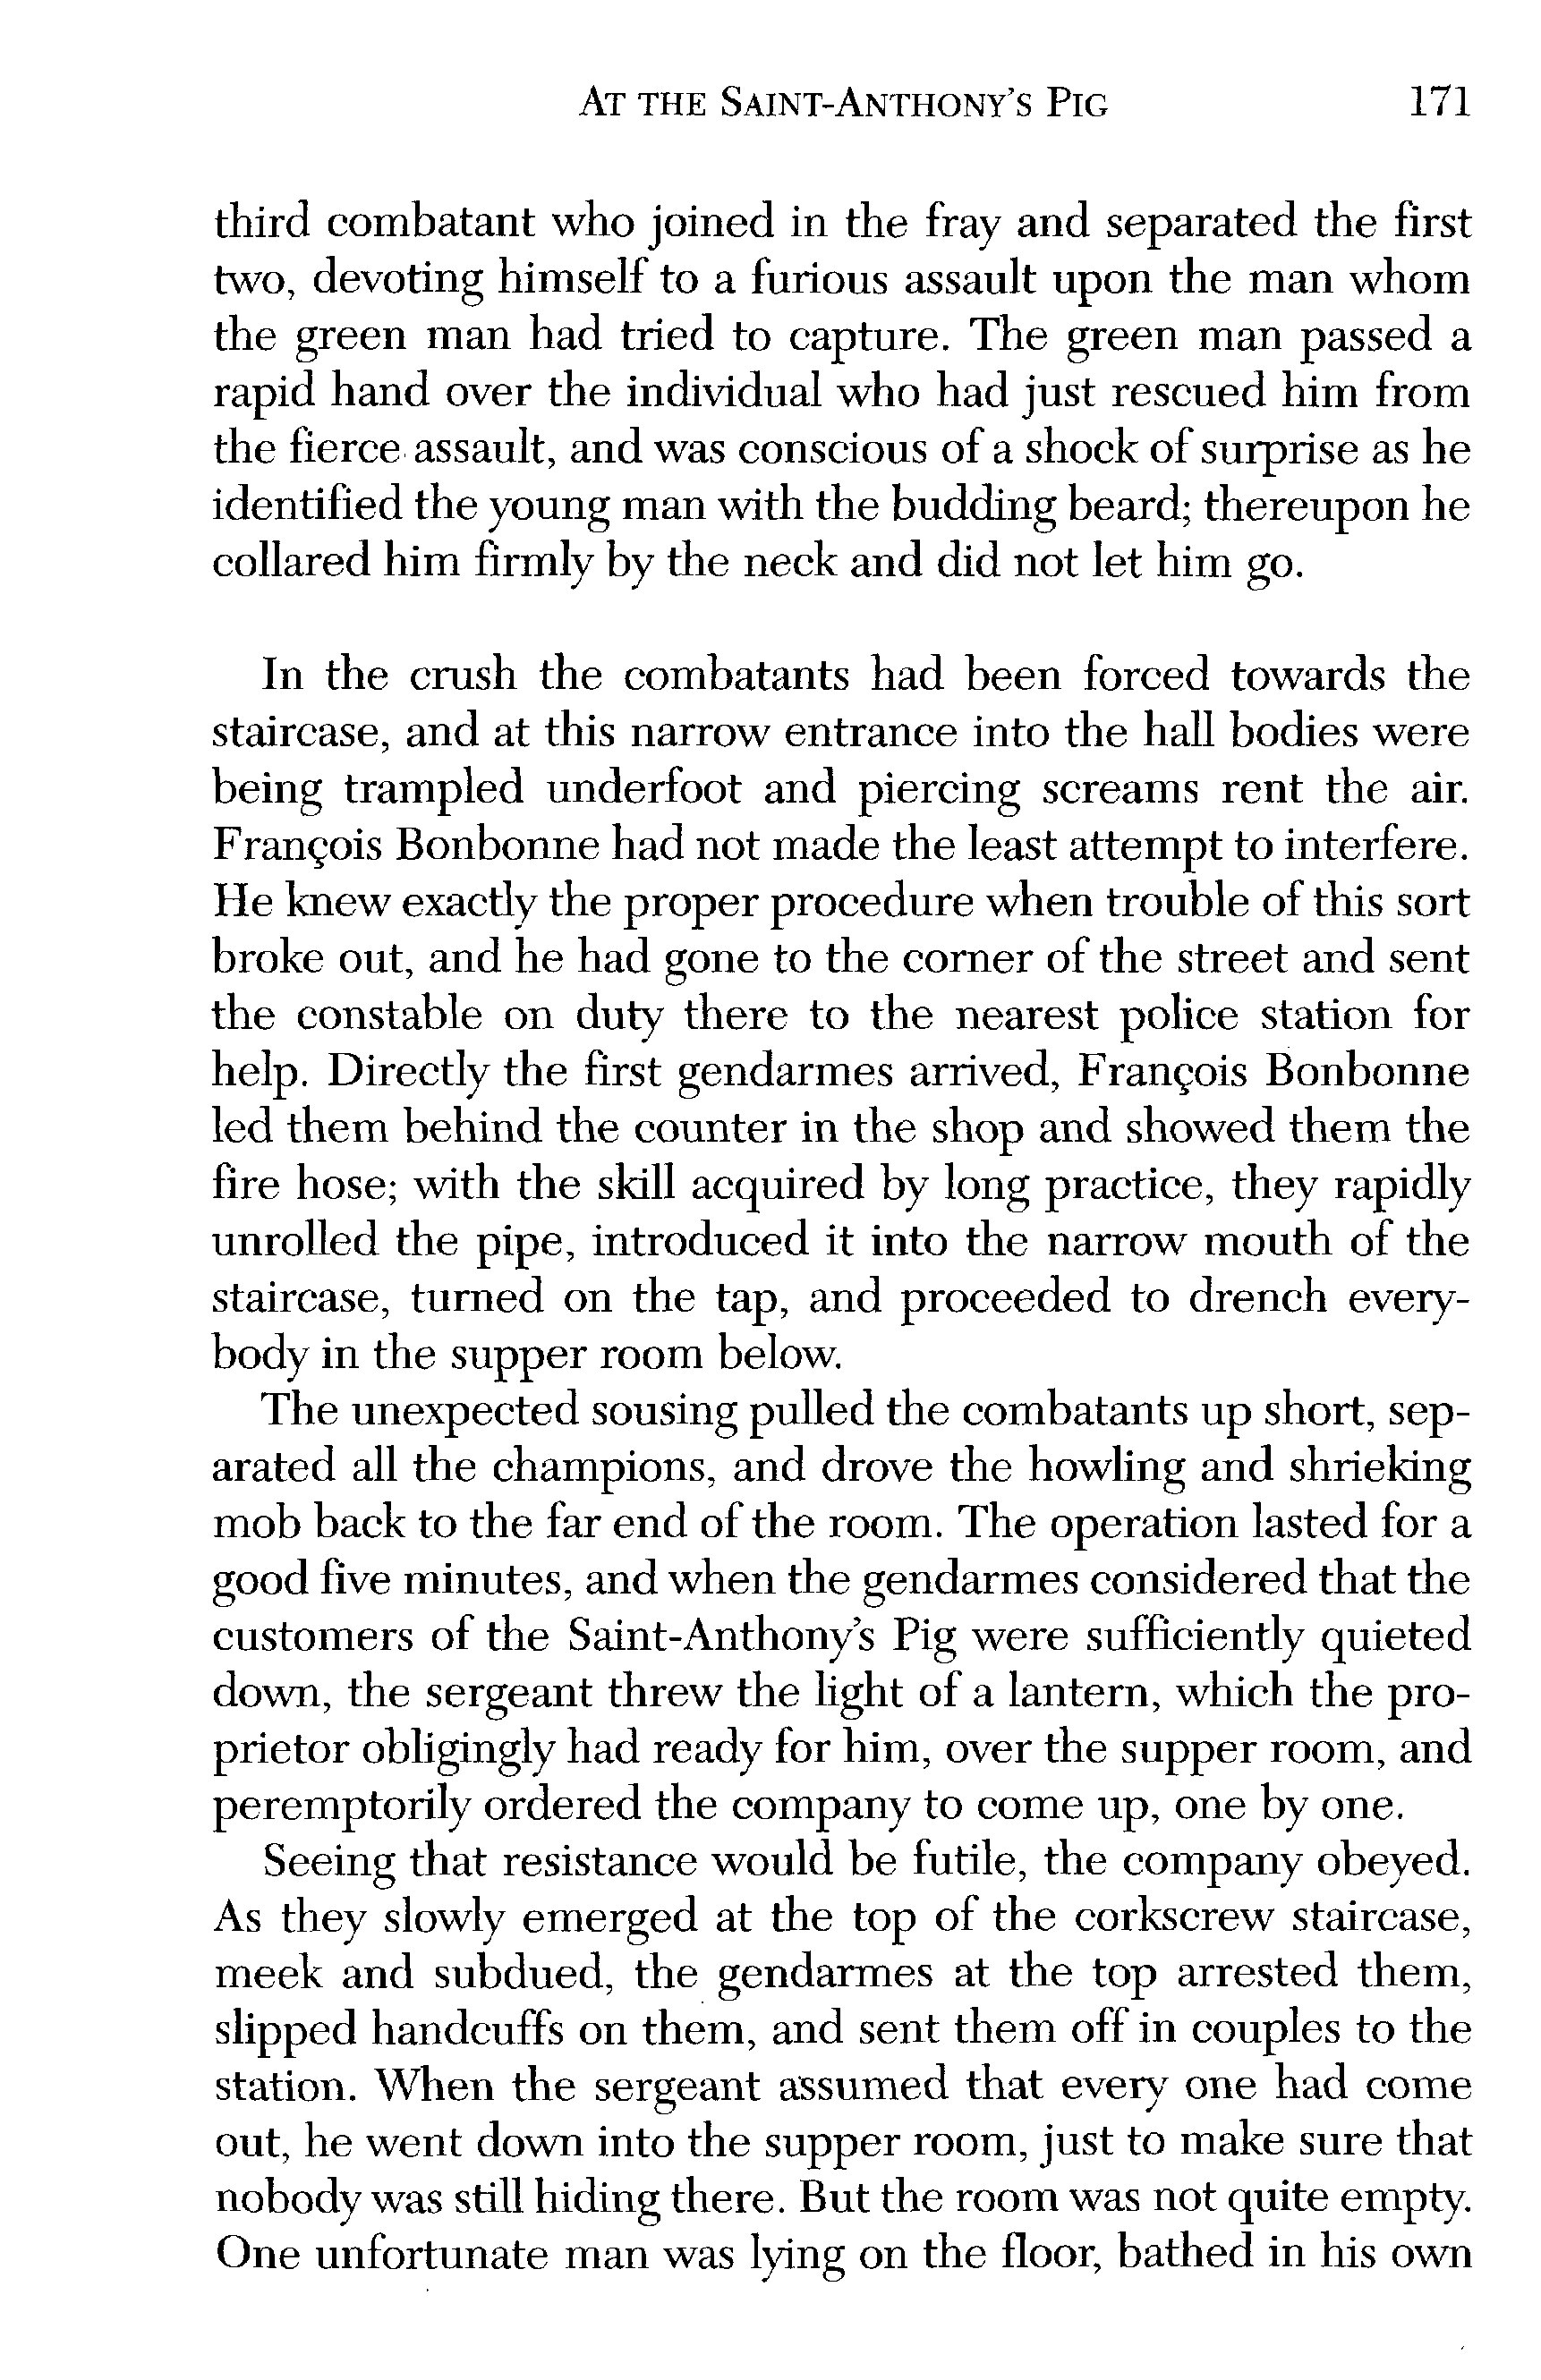 AT THE SAINT-ANTHONY'S PIG 171
third combatant who joined in the fray and separated the first
two, devoting himself to a furious assault upon the man whom
the green man had tried to capture. The green man passed a
rapid hand over the individual who had just rescued him from
the fierce assault, and was conscious of a shock of surprise as he
identified the young man with the budding beard; thereupon he
collared him firmly by the neck and did not let him go.
In the crush the combatants had been forced towards the
staircase, and at this narrow entrance into the hall bodies were
being trampled underfoot and piercing screams rent the air.
François Bonbonne had not made the least attempt to interfere.
He knew exactly the proper procedure when trouble of this sort
broke out, and he had gone to the corner of the street and sent
the constable on duty there to the nearest police station for
help. Directly the first gendarmes arrived, François Bonbonne
led them behind the counter in the shop and showed them the
fire hose; with the skill acquired by long practice, they rapidly
unrolled the pipe, introduced it into the narrow mouth of the
staircase, turned on the tap, and proceeded to drench every-
body in the supper room below.
The unexpected sousing pulled the combatants up short, sep-
arated all the champions, and drove the howling and shrieking
mob back to the far end of the room. The operation lasted for a
good five minutes, and when the gendarmes considered that the
customers of the Saint-Anthony's Pig were sufficiently quieted
down, the sergeant threw the light of a lantern, which the pro-
prietor obligingly had ready for him, over the supper room, and
peremptorily ordered the company to come up, one by one.
Seeing that resistance would be futile, the company obeyed.
As they slowly emerged at the top of the corkscrew staircase,
meek and subdued, the gendarmes at the top arrested them,
slipped handcuffs on them, and sent them off in couples to the
station. When the sergeant assumed that every one had come
out, he went down into the supper room, just to make sure that
nobody was still hiding there. But the room was not quite empty.
One unfortunate man was lying on the floor, bathed in his own